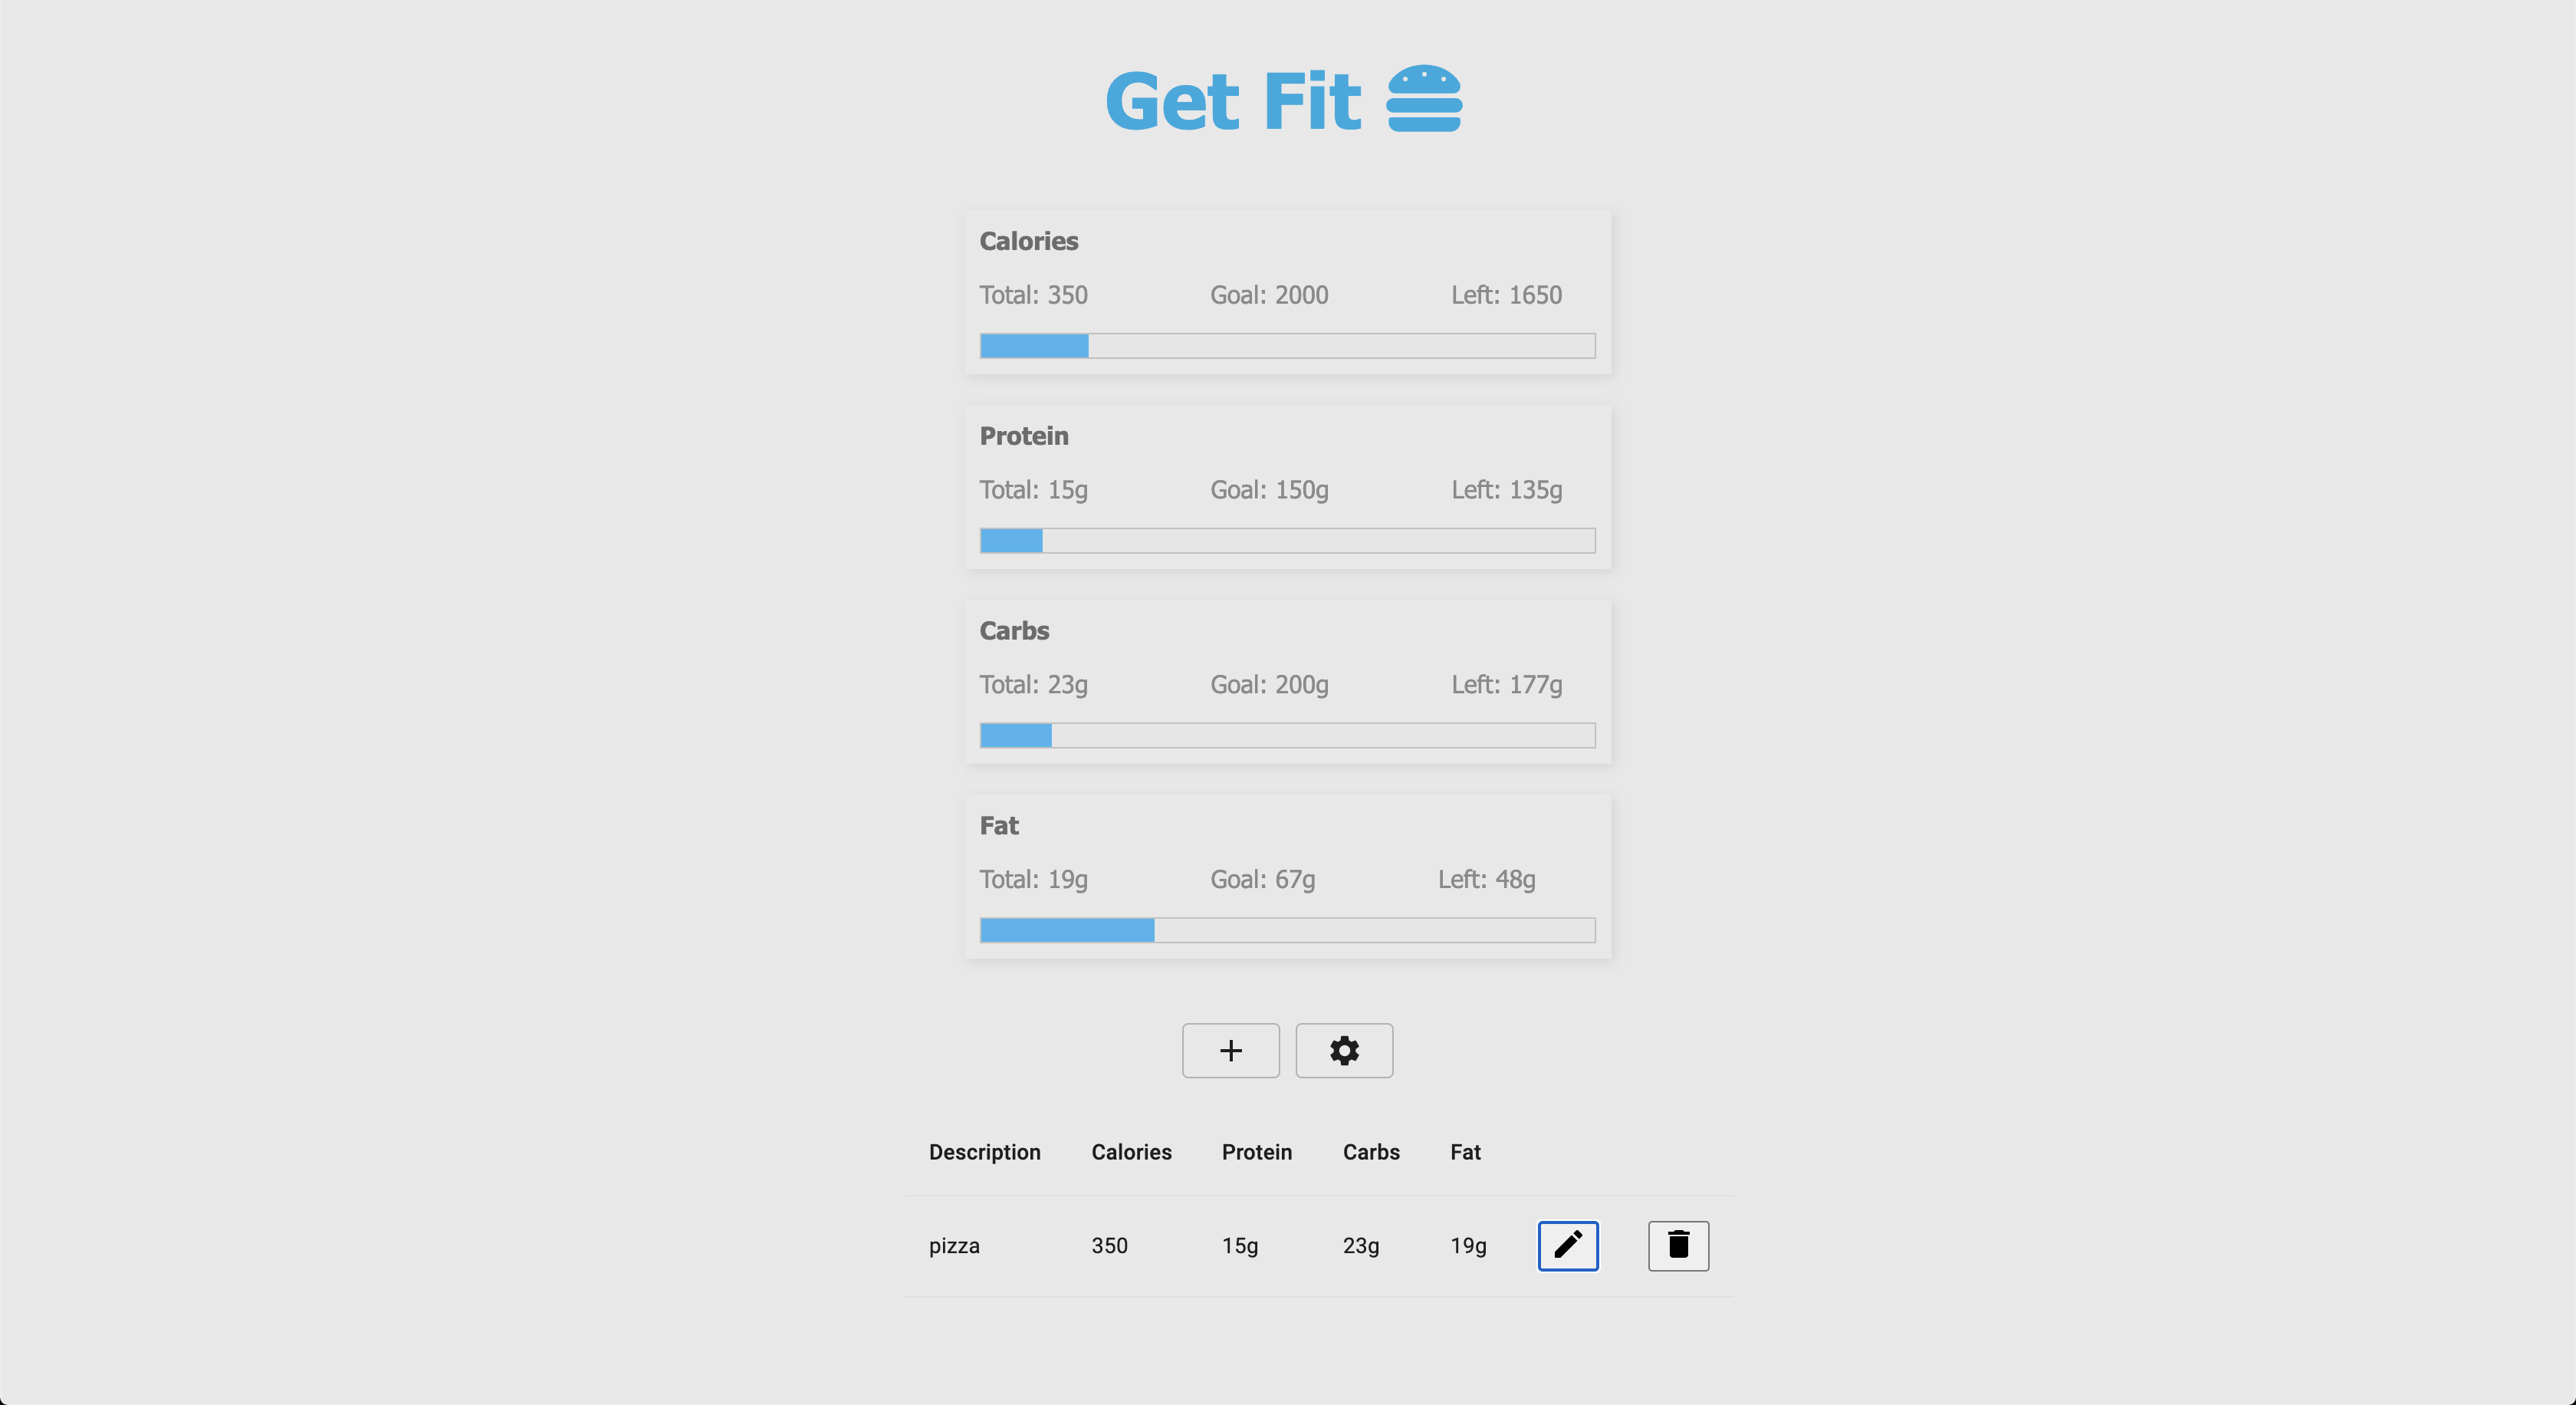 Get Fit
Calories
Total: 350 Goal: 2000 Left: 1650
Protein
Total: 15g Goal: 150g Left: 135g
Carbs
Total: 23g Goal: 200g Left: 177g
Fat
Total: 19g Goal: 67g Left: 48g
Description Calories Protein Carbs Fat
pizza 350 15g 23g 19g